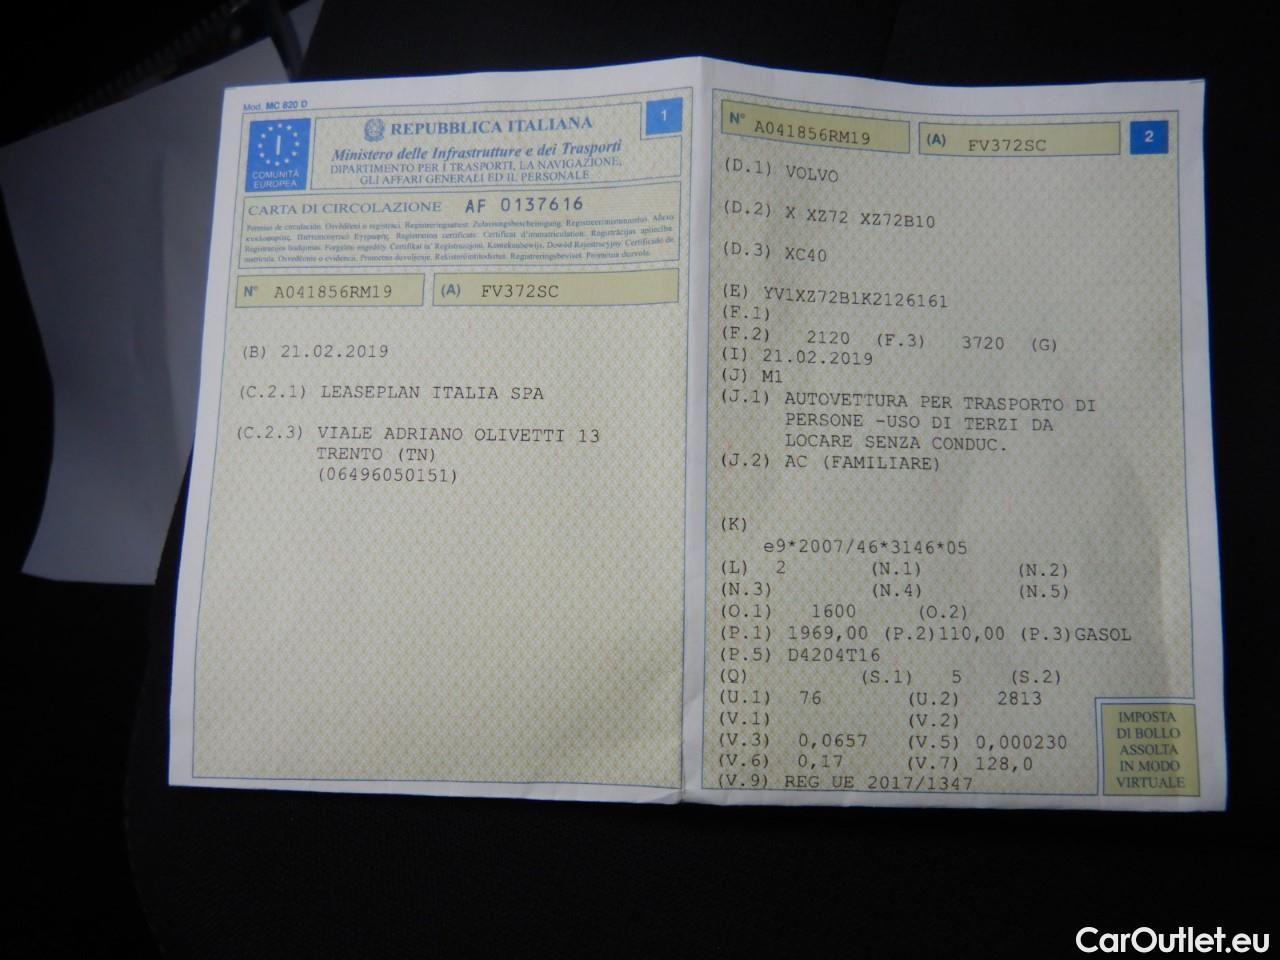 Mod. MC 820 D
I
COMUNITÀ
EUROPEA
REPUBBLICA ITALIANA
Ministero delle Infrastrutture e dei Trasporti
DIPARTIMENTO PER I TRASPORTI, LA NAVIGAZIONE,
GLI AFFARI GENERALI ED IL PERSONALE
1
CARTA DI CIRCOLAZIONE AF 0137616
N° A041856RM19 (A) FV372SC
(B) 21.02.2019
(C.2.1) LEASEPLAN ITALIA SPA
(C.2.3) VIALE ADRIANO OLIVETTI 13
TRENTO (TN)
(06496050151)
N° A041856RM19 (A) FV372SC 2
(D.1) VOLVO
(D.2) X XZ72 XZ72B10
(D.3) XC40
(E) YV1XZ72B1K2126161
(F.1)
(F.2) 2120 (F.3) 3720 (G)
(I) 21.02.2019
(J) M1
(J.1) AUTOVETTURA PER TRASPORTO DI
PERSONE -USO DI TERZI DA
LOCARE SENZA CONDUC.
(J.2) AC (FAMILIARE)
(K)
e9*2007/46*3146*05
(L) 2 (N.1) (N.2)
(N.3) (N.4) (N.5)
(O.1) 1600 (O.2)
(P.1) 1969,00 (P.2)110,00 (P.3)GASOL
(P.5) D4204T16
(Q) (S.1) 5 (S.2)
(U.1) 76 (U.2) 2813
(V.1) (V.2)
(V.3) 0,0657 (V.5) 0,000230
(V.6) 0,17 (V.7) 128,0
(V.9) REG UE 2017/1347
IMPOSTA
DI BOLLO
ASSOLTA
IN MODO
VIRTUALE
CarOutlet.eu